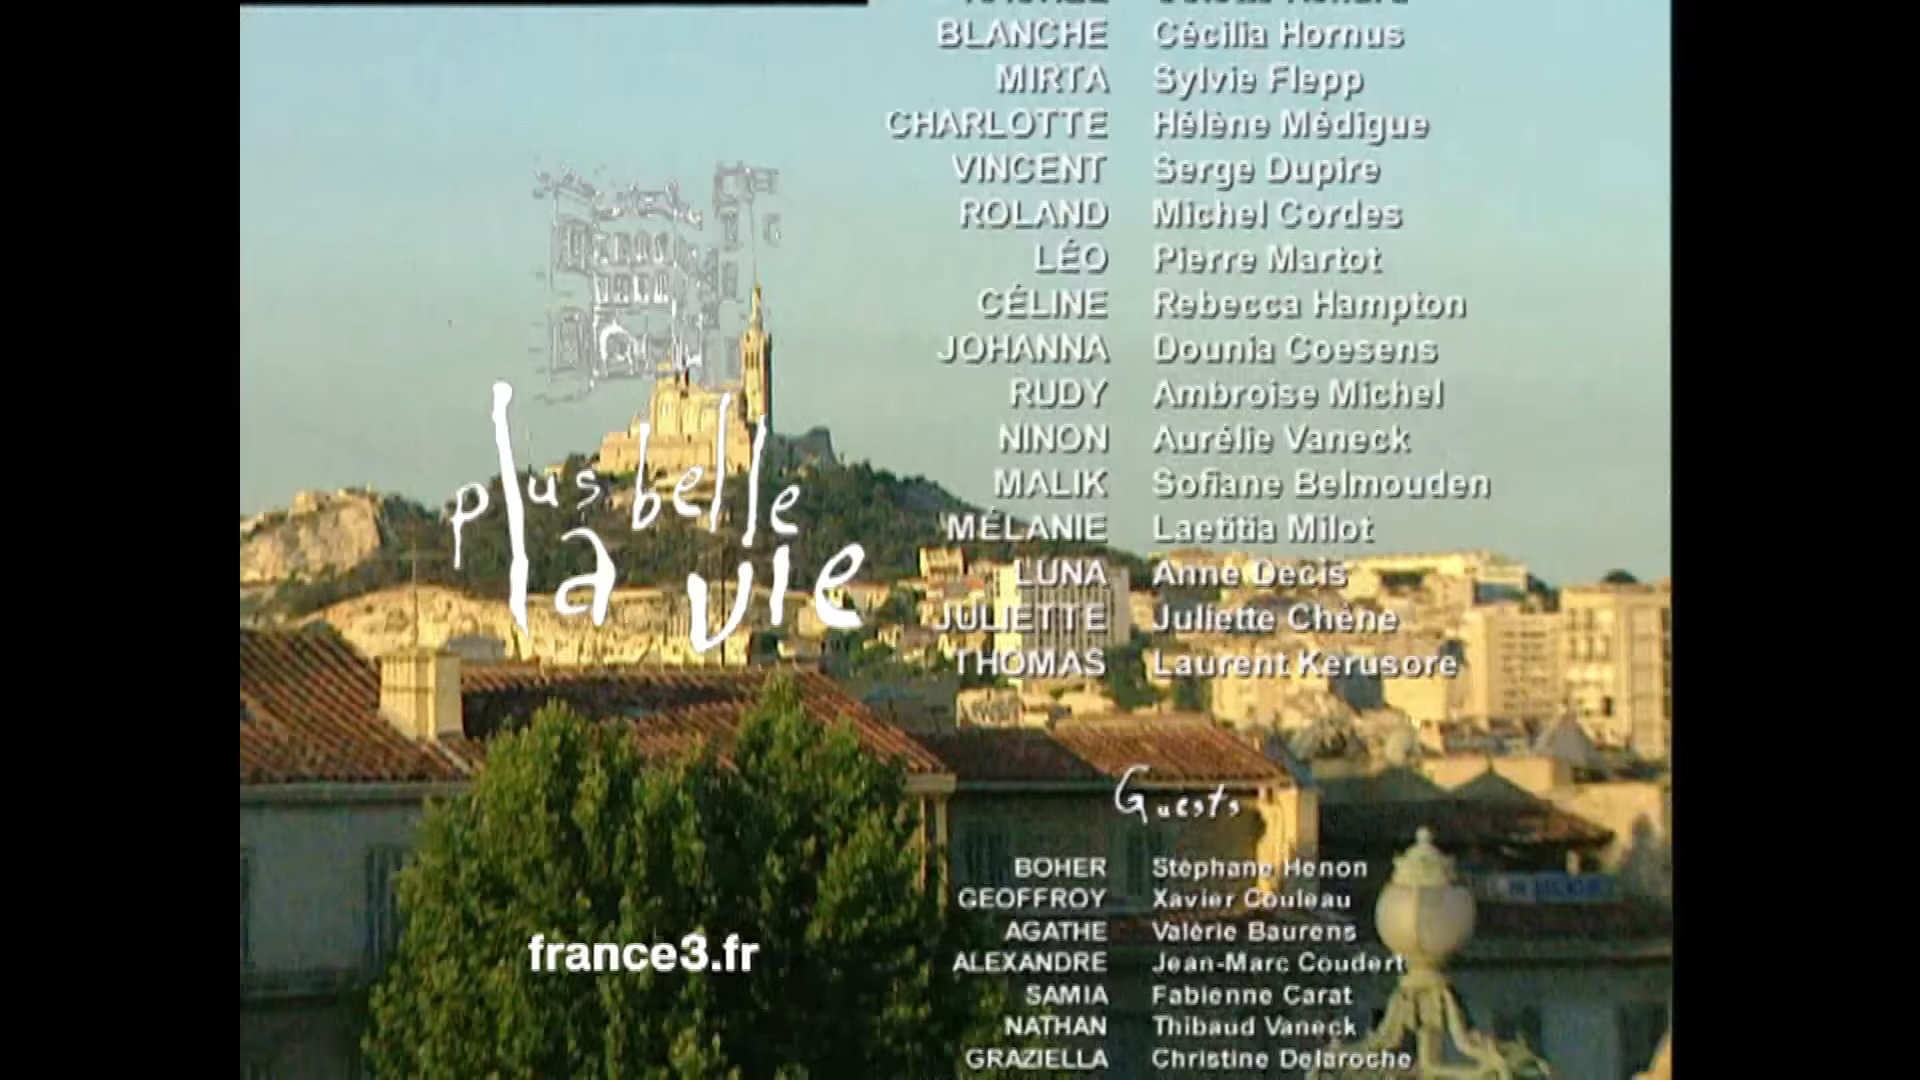 BLANCHE Cécilia Hornus
MIRTA Sylvie Flepp
CHARLOTTE Hélène Médigue
VINCENT Serge Dupire
ROLAND Michel Cordes
LÉO Pierre Martot
CÉLINE Rebecca Hampton
JOHANNA Dounia Coesens
RUDY Ambroise Michel
NINON Aurélie Vaneck
MALIK Sofiane Belmouden
MÉLANIE Laetitia Milot
LUNA Anne Decis
JULIETTE Juliette Chêne
THOMAS Laurent Kerusore
plus belle
la vie
Guests
BOHER Stéphane Henon
GEOFFROY Xavier Couleau
AGATHE Valérie Baurens
ALEXANDRE Jean-Marc Coudert
SAMIA Fabienne Carat
NATHAN Thibaud Vaneck
GRAZIELLA Christine Delaroche
france3.fr